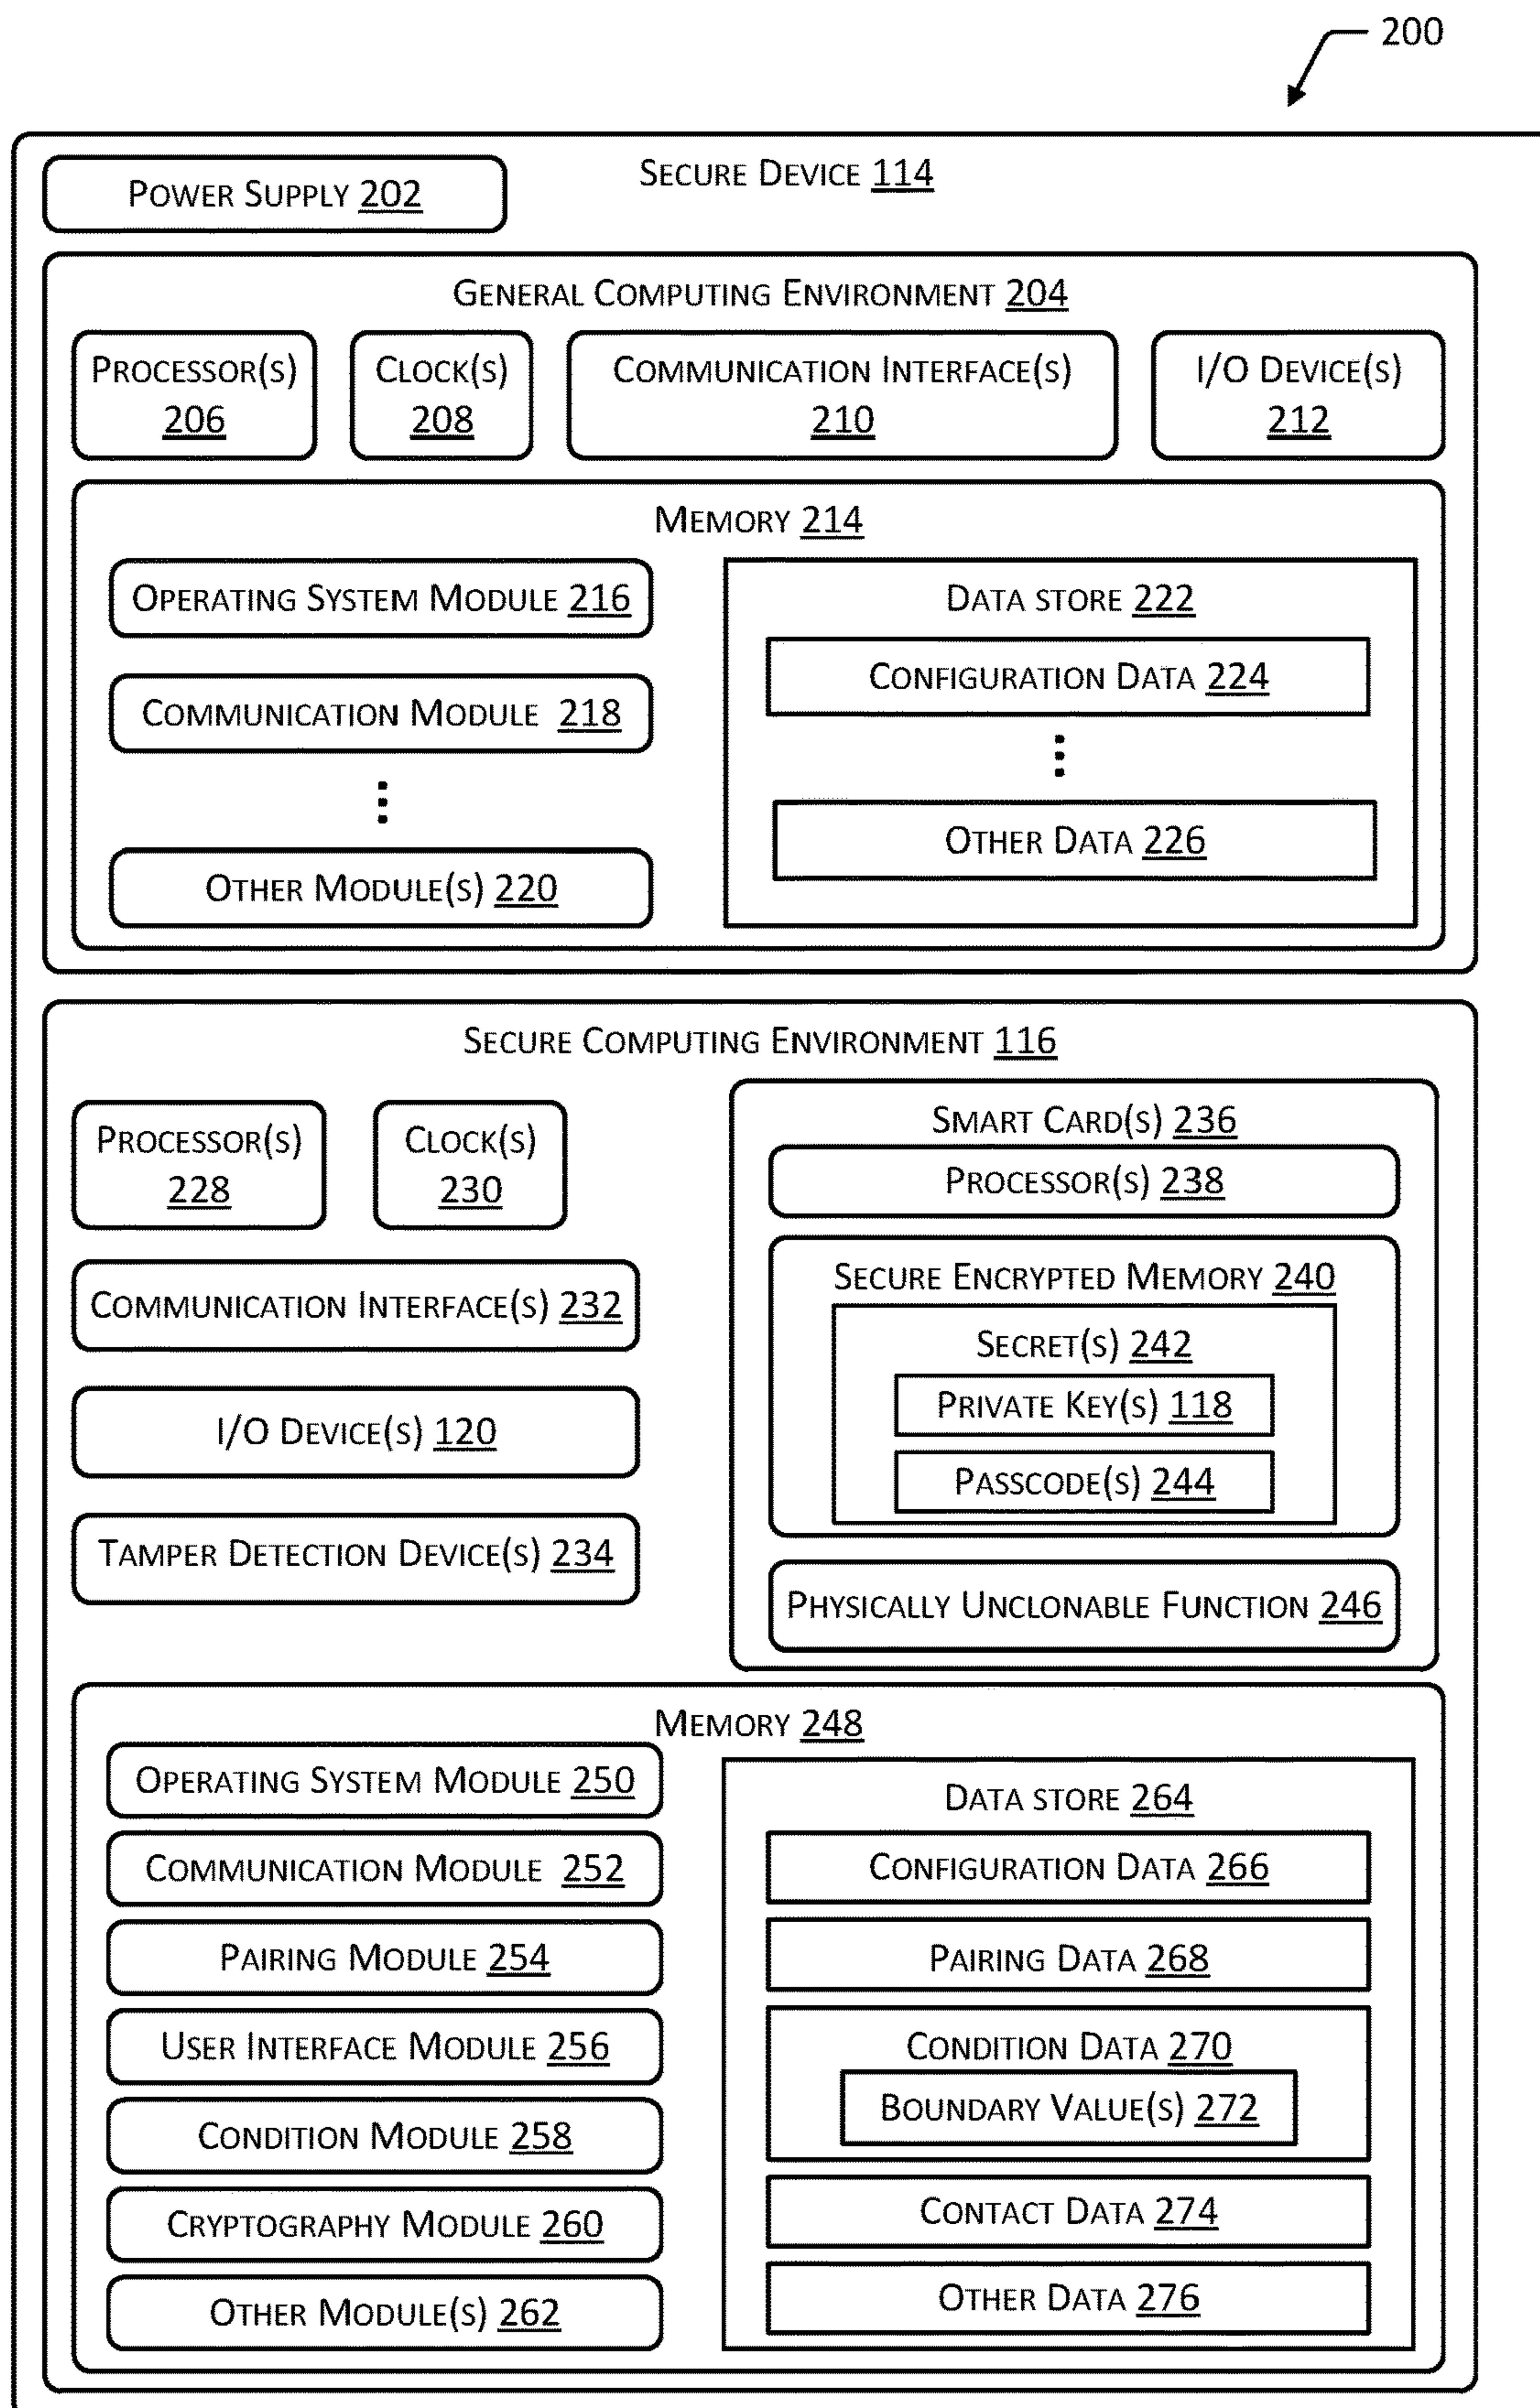 200
SECURE DEVICE 114
POWER SUPPLY 202
GENERAL COMPUTING ENVIRONMENT 204
PROCESSOR(S)
206
CLOCK(S)
208
COMMUNICATION INTERFACE(S)
210
I/O DEVICE(S)
212
MEMORY 214
OPERATING SYSTEM MODULE 216
COMMUNICATION MODULE 218
OTHER MODULE(S) 220
DATA STORE 222
CONFIGURATION DATA 224
OTHER DATA 226
SECURE COMPUTING ENVIRONMENT 116
PROCESSOR(S)
228
CLOCK(S)
230
COMMUNICATION INTERFACE(S) 232
I/O DEVICE(S) 120
TAMPER DETECTION DEVICE(S) 234
SMART CARD(S) 236
PROCESSOR(S) 238
SECURE ENCRYPTED MEMORY 240
SECRET(S) 242
PRIVATE KEY(S) 118
PASSCODE(S) 244
PHYSICALLY UNCLONABLE FUNCTION 246
MEMORY 248
OPERATING SYSTEM MODULE 250
COMMUNICATION MODULE 252
PAIRING MODULE 254
USER INTERFACE MODULE 256
CONDITION MODULE 258
CRYPTOGRAPHY MODULE 260
OTHER MODULE(S) 262
DATA STORE 264
CONFIGURATION DATA 266
PAIRING DATA 268
CONDITION DATA 270
BOUNDARY VALUE(S) 272
CONTACT DATA 274
OTHER DATA 276